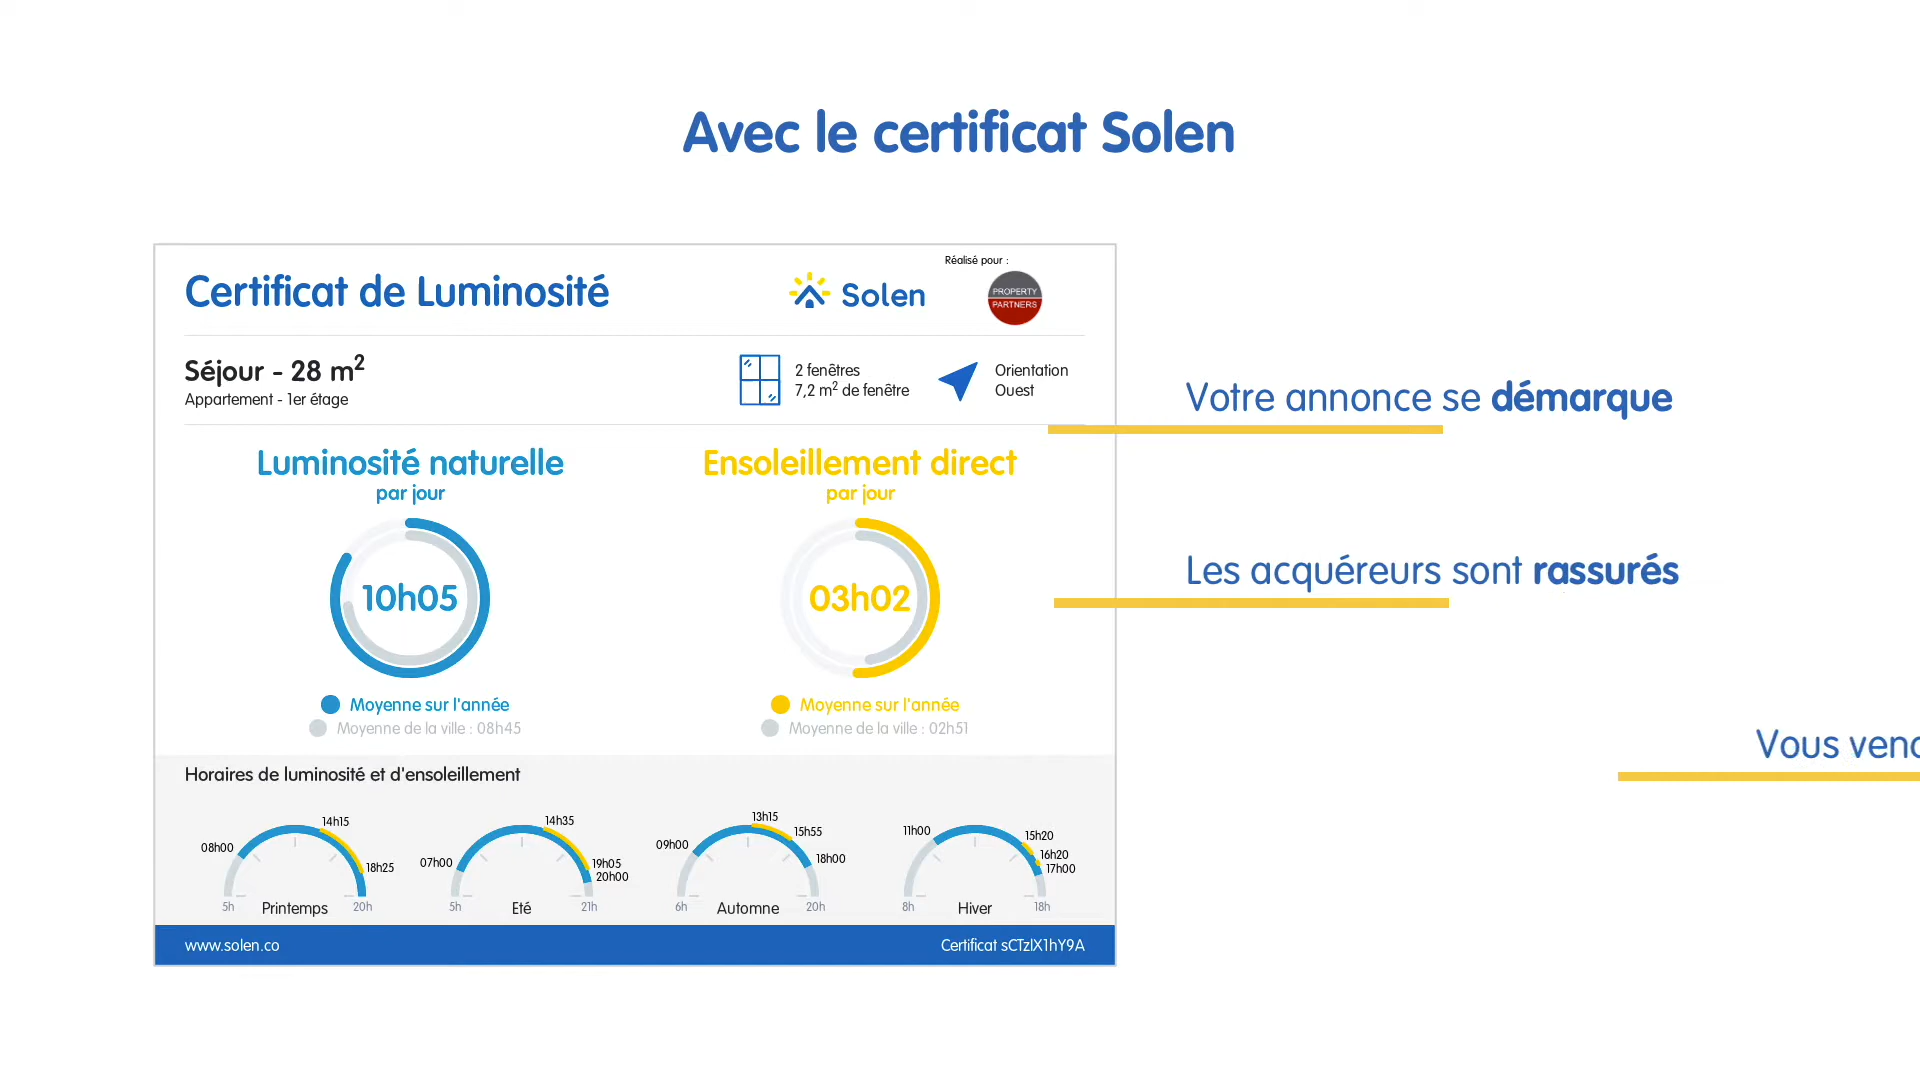 Avec le certificat Solen
Certificat de Luminosité
Solen
Réalisé pour :
PROPERTY
PARTNERS
Séjour - 28 m²
Appartement - 1er étage
2 fenêtres
7,2 m² de fenêtre
Orientation
Ouest
Luminosité naturelle
par jour
10h05
Moyenne sur l'année
Moyenne de la ville : 08h45
Ensoleillement direct
par jour
03h02
Moyenne sur l'année
Moyenne de la ville : 02h51
Horaires de luminosité et d'ensoleillement
08h00
14h15
18h25
5h
Printemps
20h
07h00
14h35
19h05
20h00
5h
Eté
21h
09h00
13h15
15h55
18h00
6h
Automne
20h
11h00
15h20
16h20
17h00
8h
Hiver
18h
www.solen.co
Certificat sCTzlX1hY9A
Votre annonce se démarque
Les acquéreurs sont rassurés
Vous